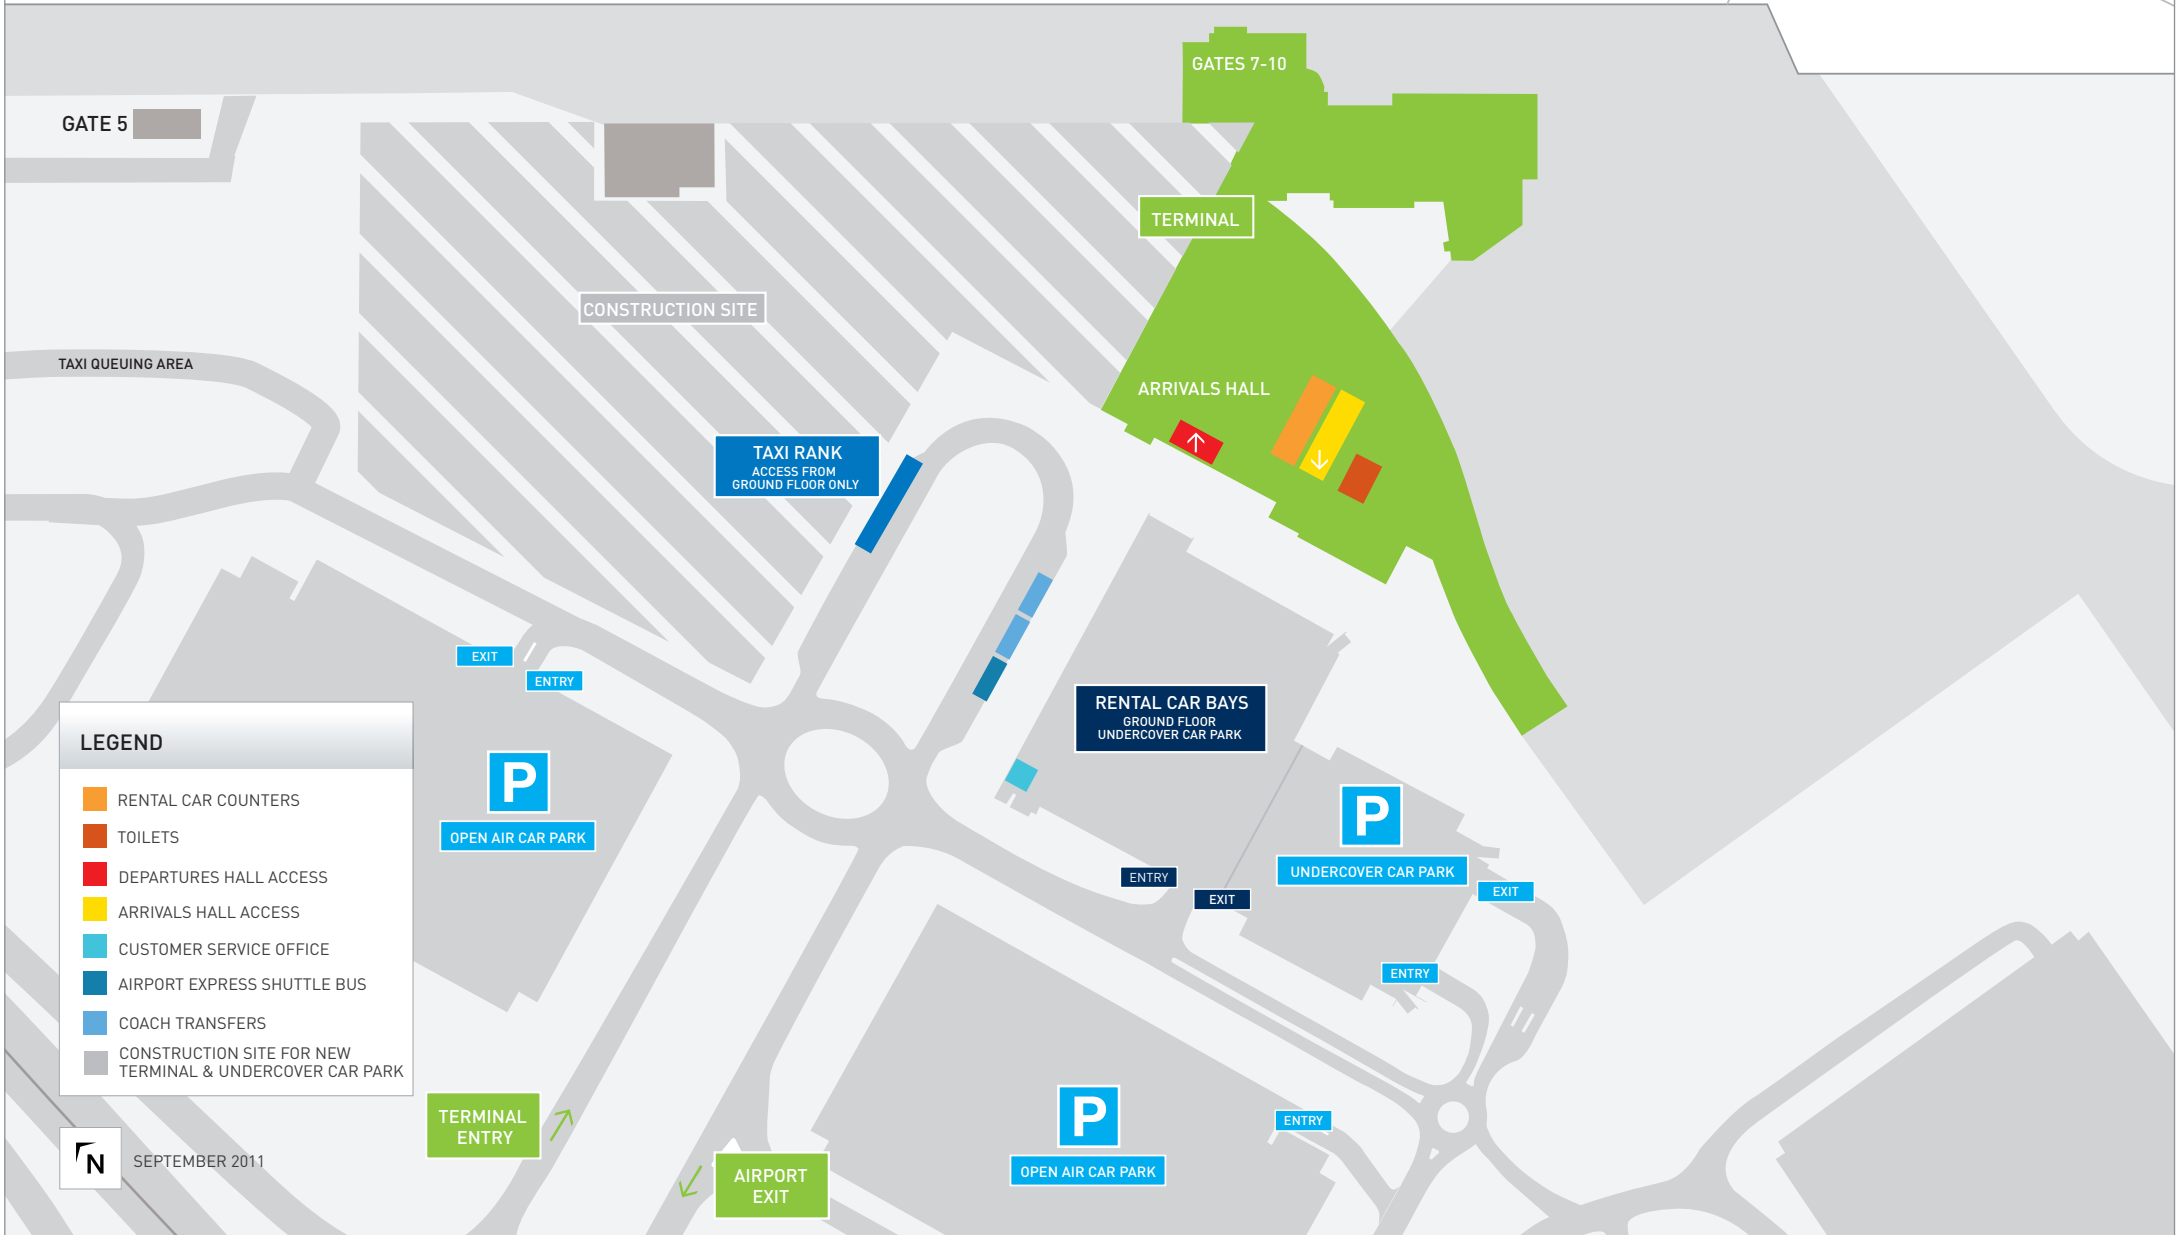 GATES 7-10
GATE 5
TERMINAL
CONSTRUCTION SITE
TAXI QUEUING AREA
ARRIVALS HALL
TAXI RANK
ACCESS FROM
GROUND FLOOR ONLY
EXIT
ENTRY
RENTAL CAR BAYS
GROUND FLOOR
UNDERCOVER CAR PARK
P
OPEN AIR CAR PARK
P
UNDERCOVER CAR PARK
ENTRY
EXIT
EXIT
ENTRY
LEGEND
RENTAL CAR COUNTERS
TOILETS
DEPARTURES HALL ACCESS
ARRIVALS HALL ACCESS
CUSTOMER SERVICE OFFICE
AIRPORT EXPRESS SHUTTLE BUS
COACH TRANSFERS
CONSTRUCTION SITE FOR NEW
TERMINAL & UNDERCOVER CAR PARK
TERMINAL
ENTRY
P
OPEN AIR CAR PARK
ENTRY
N
SEPTEMBER 2011
AIRPORT
EXIT